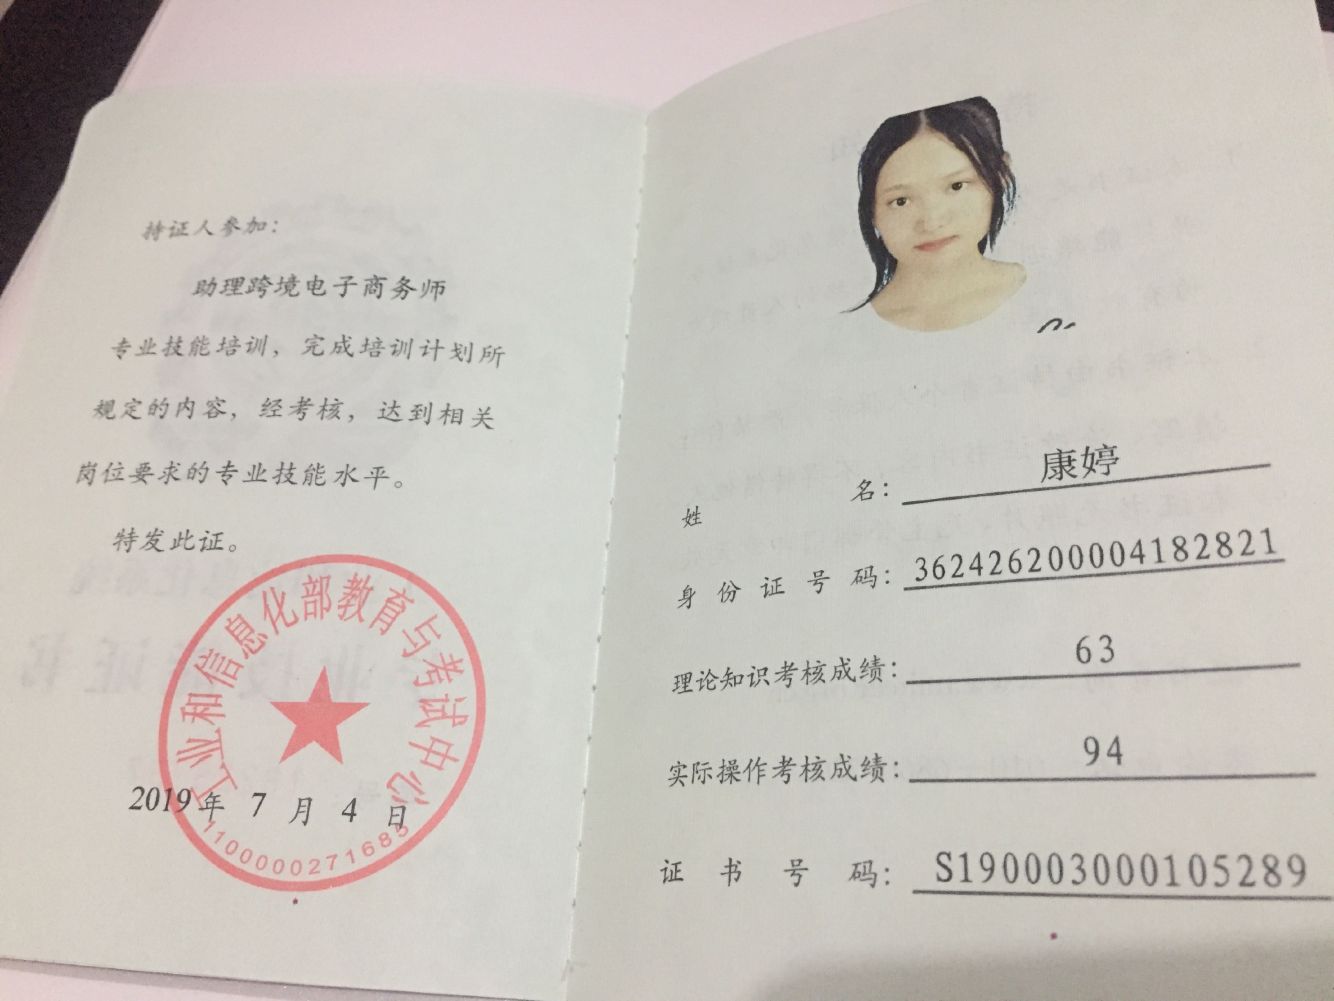 持证人参加：
助理跨境电子商务师
专业技能培训，完成培训计划所
规定的内容，经考核，达到相关
岗位要求的专业技能水平。
特发此证。
工业和信息化部教育与考试中心
2019年 7 月 4 日
1100000271683
姓 名： 康婷
身份证号码： 362426200004182821
理论知识考核成绩： 63
实际操作考核成绩： 94
证书号码： S190003000105289